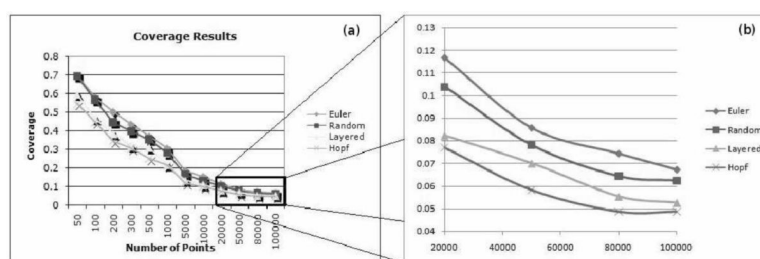 Coverage Results
(a)
0.8
0.7
0.6
0.5
0.4
0.3
0.2
0.1
0
Coverage
50
100
200
300
500
1000
5000
10000
20000
50000
80000
100000
Number of Points
Euler
Random
Layered
Hopf
(b)
0.13
0.12
0.11
0.1
0.09
0.08
0.07
0.06
0.05
0.04
20000
40000
60000
80000
100000
Euler
Random
Layered
Hopf